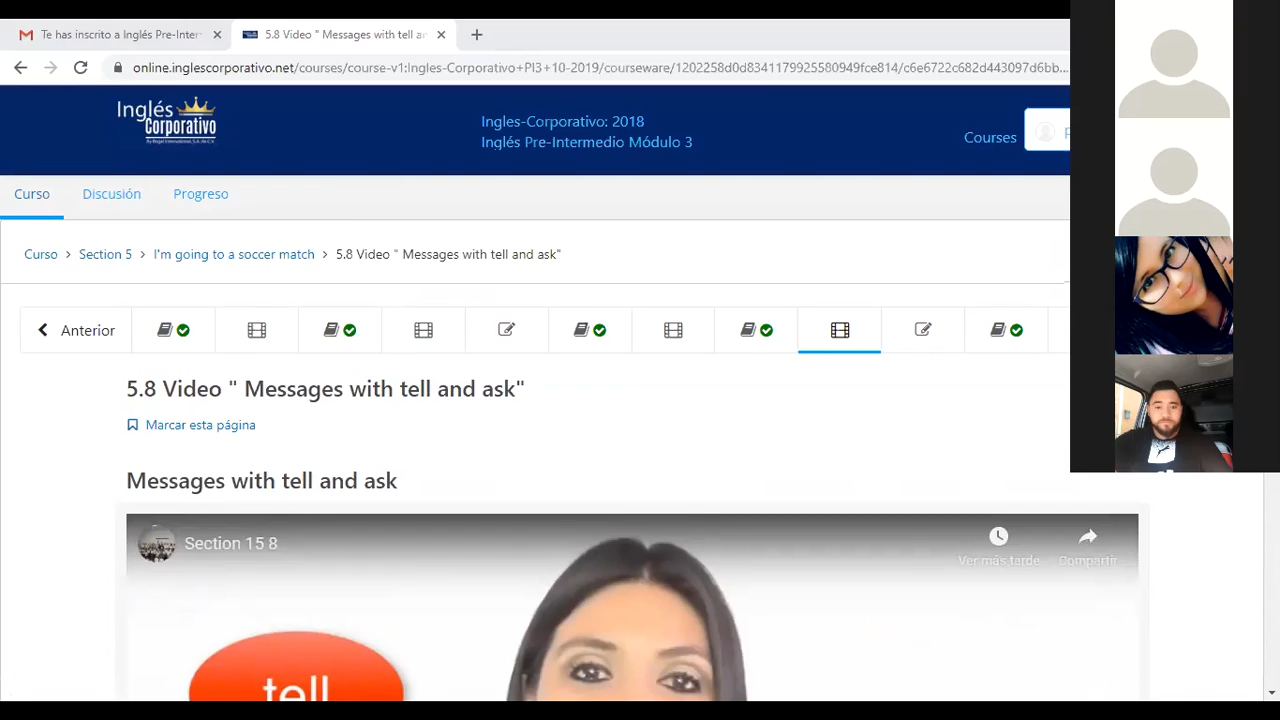 Te has inscrito a Inglés Pre-Inter
5.8 Video " Messages with tell an
online.inglescorporativo.net/courses/course-v1:Ingles-Corporativo+PI3+10-2019/courseware/1202258d0d8341179925580949fce814/c6e6722c682d443097d6bb...
Inglés
Corporativo
Ingles-Corporativo: 2018
Inglés Pre-Intermedio Módulo 3
Courses
Curso Discusión Progreso
Curso > Section 5 > I'm going to a soccer match > 5.8 Video " Messages with tell and ask"
Anterior
5.8 Video " Messages with tell and ask"
Marcar esta página
Messages with tell and ask
Section 15 8
Ver más tarde
Compartir
tell